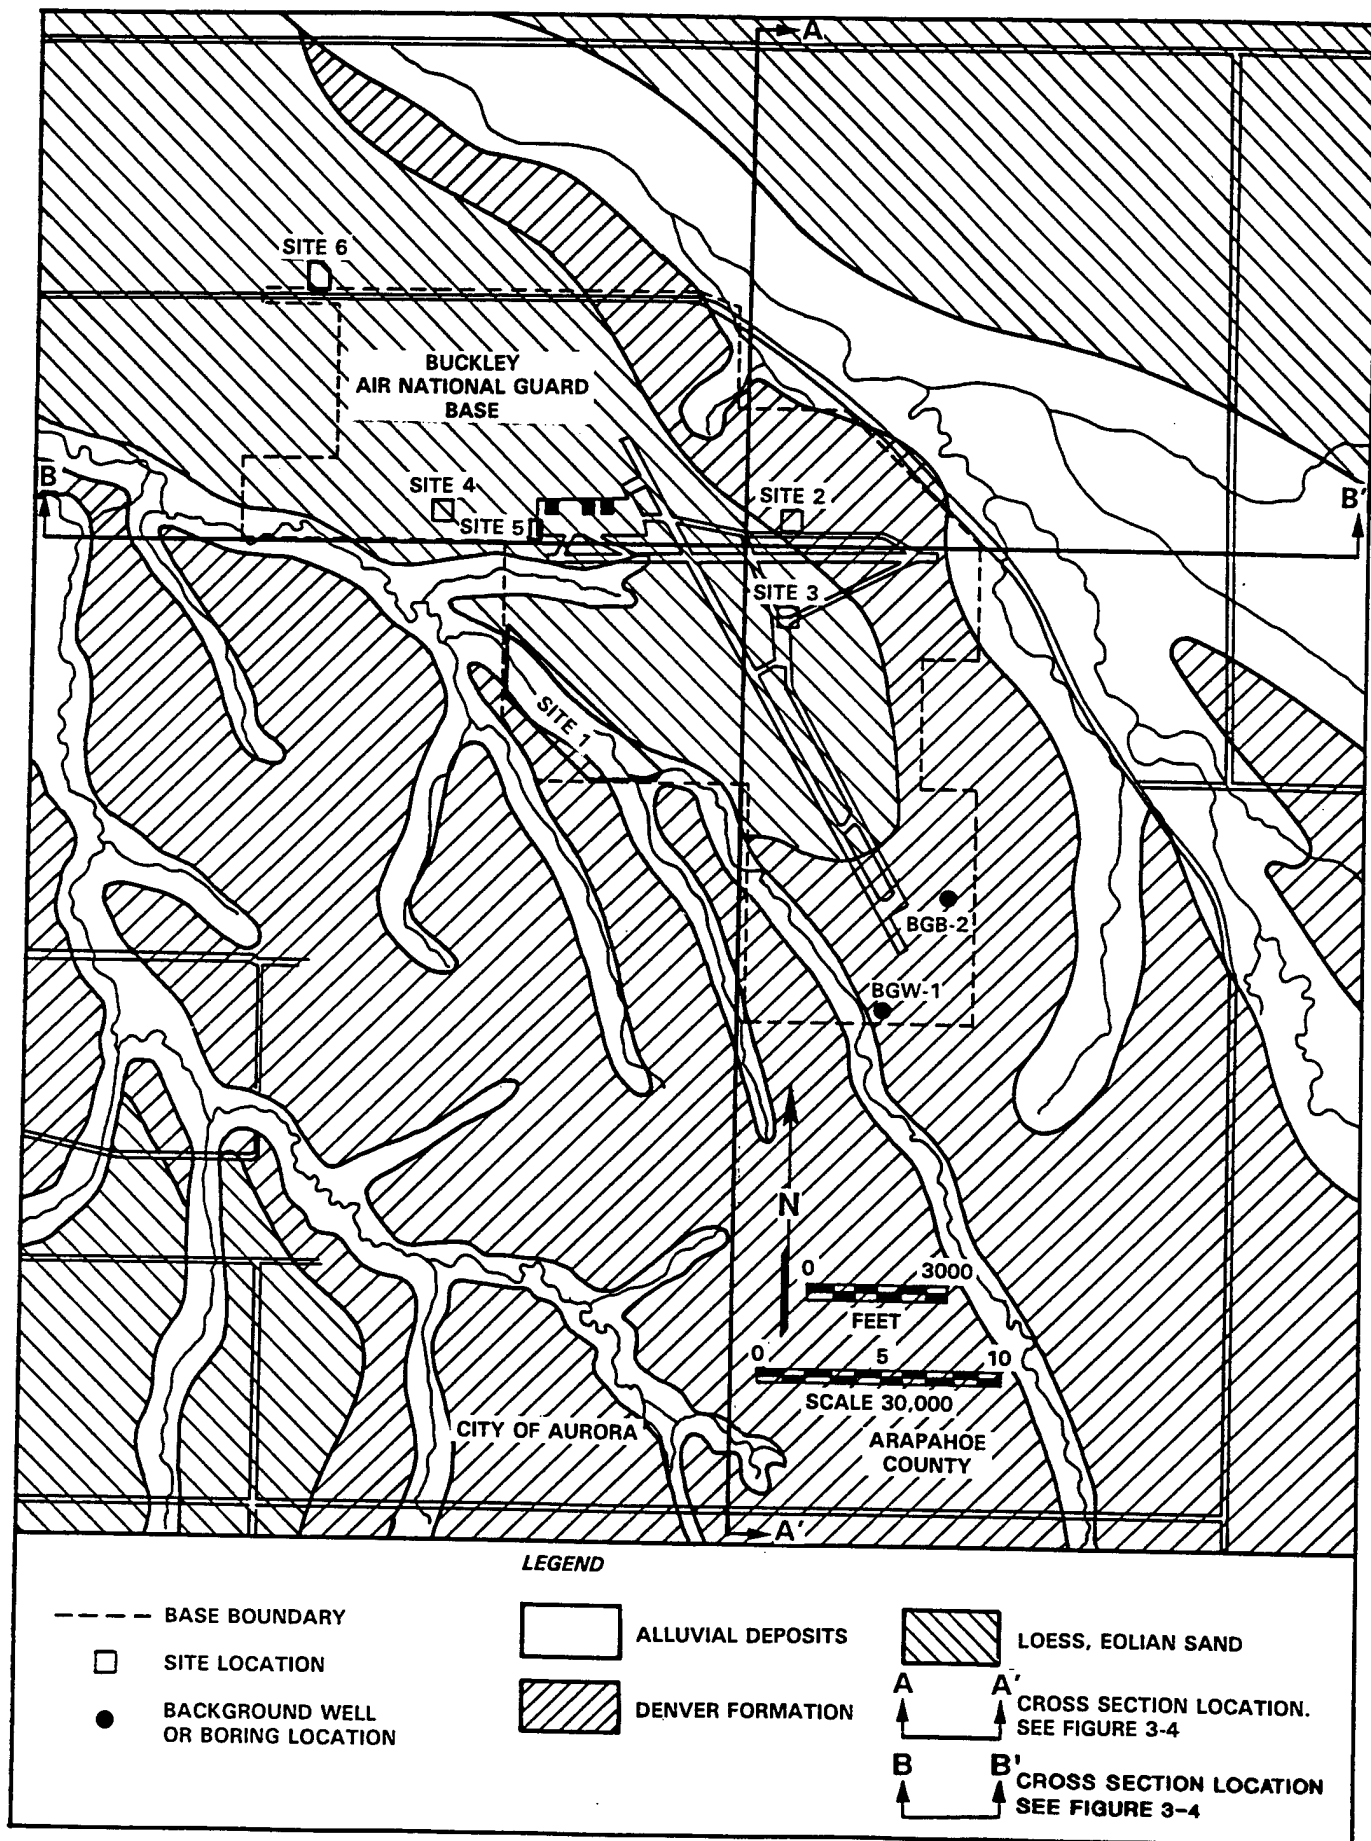 A
SITE 6
BUCKLEY
AIR NATIONAL GUARD
BASE
B
SITE 4
SITE 5
SITE 2
B'
SITE 3
SITE 1
BGB-2
BGW-1
N
0 3000
FEET
0 5 10
SCALE 30,000
CITY OF AURORA
ARAPAHOE
COUNTY
A'
LEGEND
BASE BOUNDARY
SITE LOCATION
BACKGROUND WELL
OR BORING LOCATION
ALLUVIAL DEPOSITS
DENVER FORMATION
LOESS, EOLIAN SAND
A A'
CROSS SECTION LOCATION.
SEE FIGURE 3-4
B B'
CROSS SECTION LOCATION
SEE FIGURE 3-4